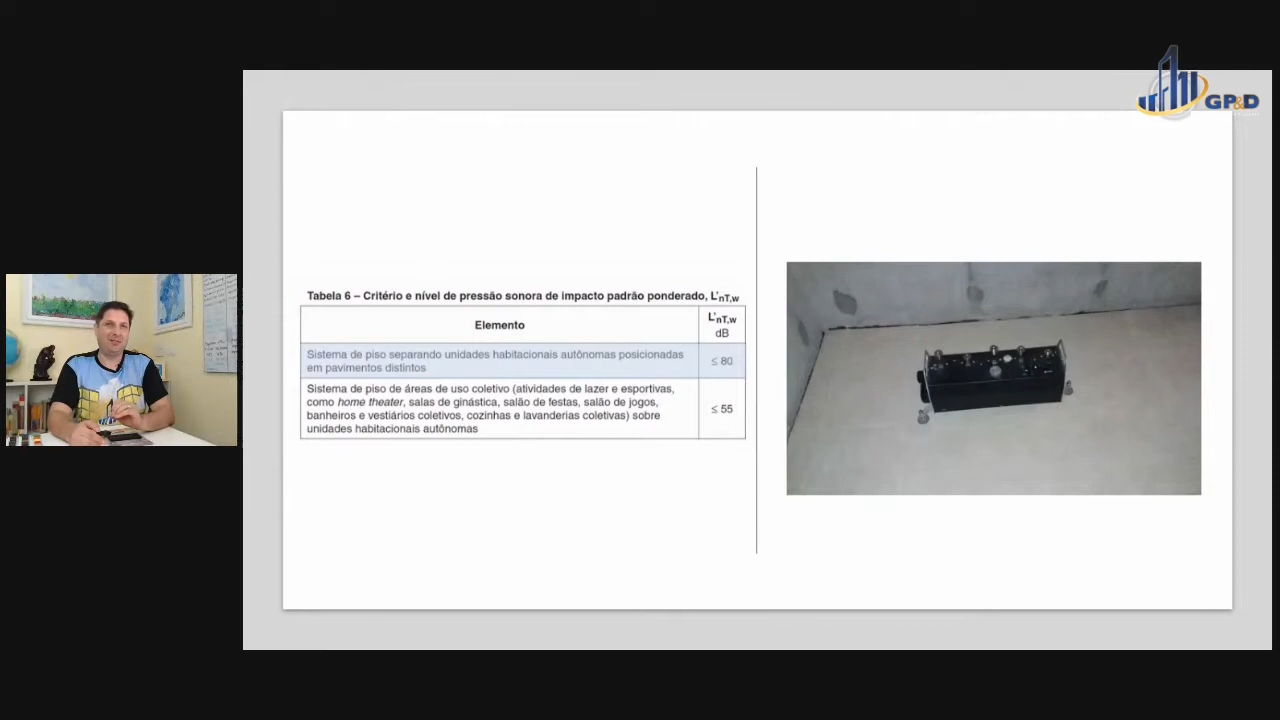 GP&D
Tabela 6 – Critério e nível de pressão sonora de impacto padrão ponderado, L'nT,w
Elemento
L'nT,w
dB
Sistema de piso separando unidades habitacionais autônomas posicionadas
em pavimentos distintos
≤ 80
Sistema de piso de áreas de uso coletivo (atividades de lazer e esportivas,
como home theater, salas de ginástica, salão de festas, salão de jogos,
banheiros e vestiários coletivos, cozinhas e lavanderias coletivas) sobre
unidades habitacionais autônomas
≤ 55